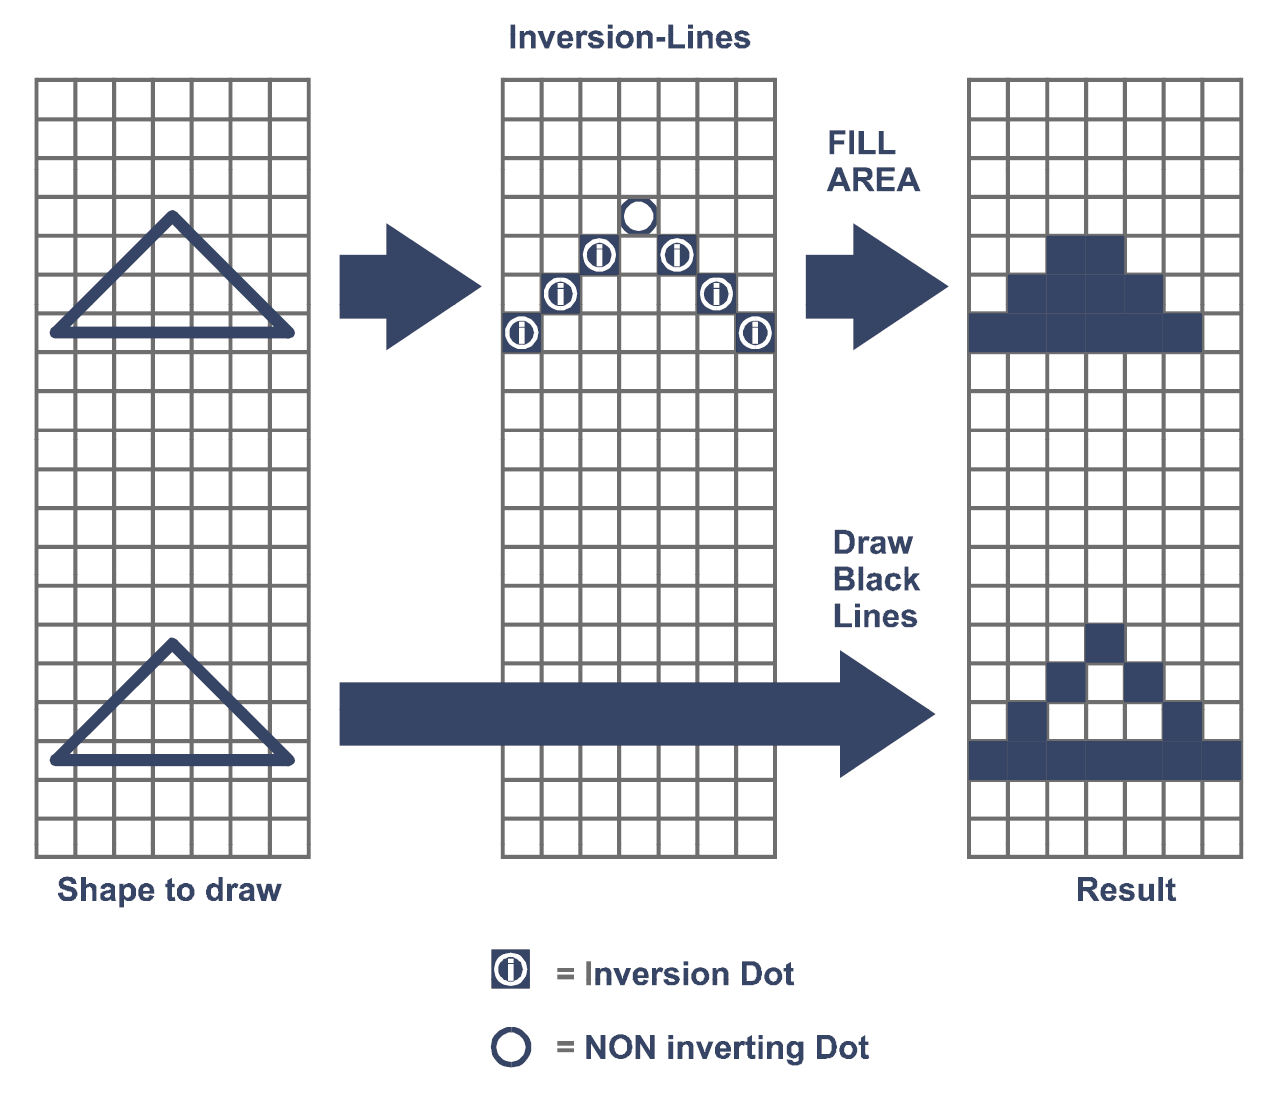 Inversion-Lines
FILL
AREA
Draw
Black
Lines
Shape to draw
Result
i = Inversion Dot
= NON inverting Dot